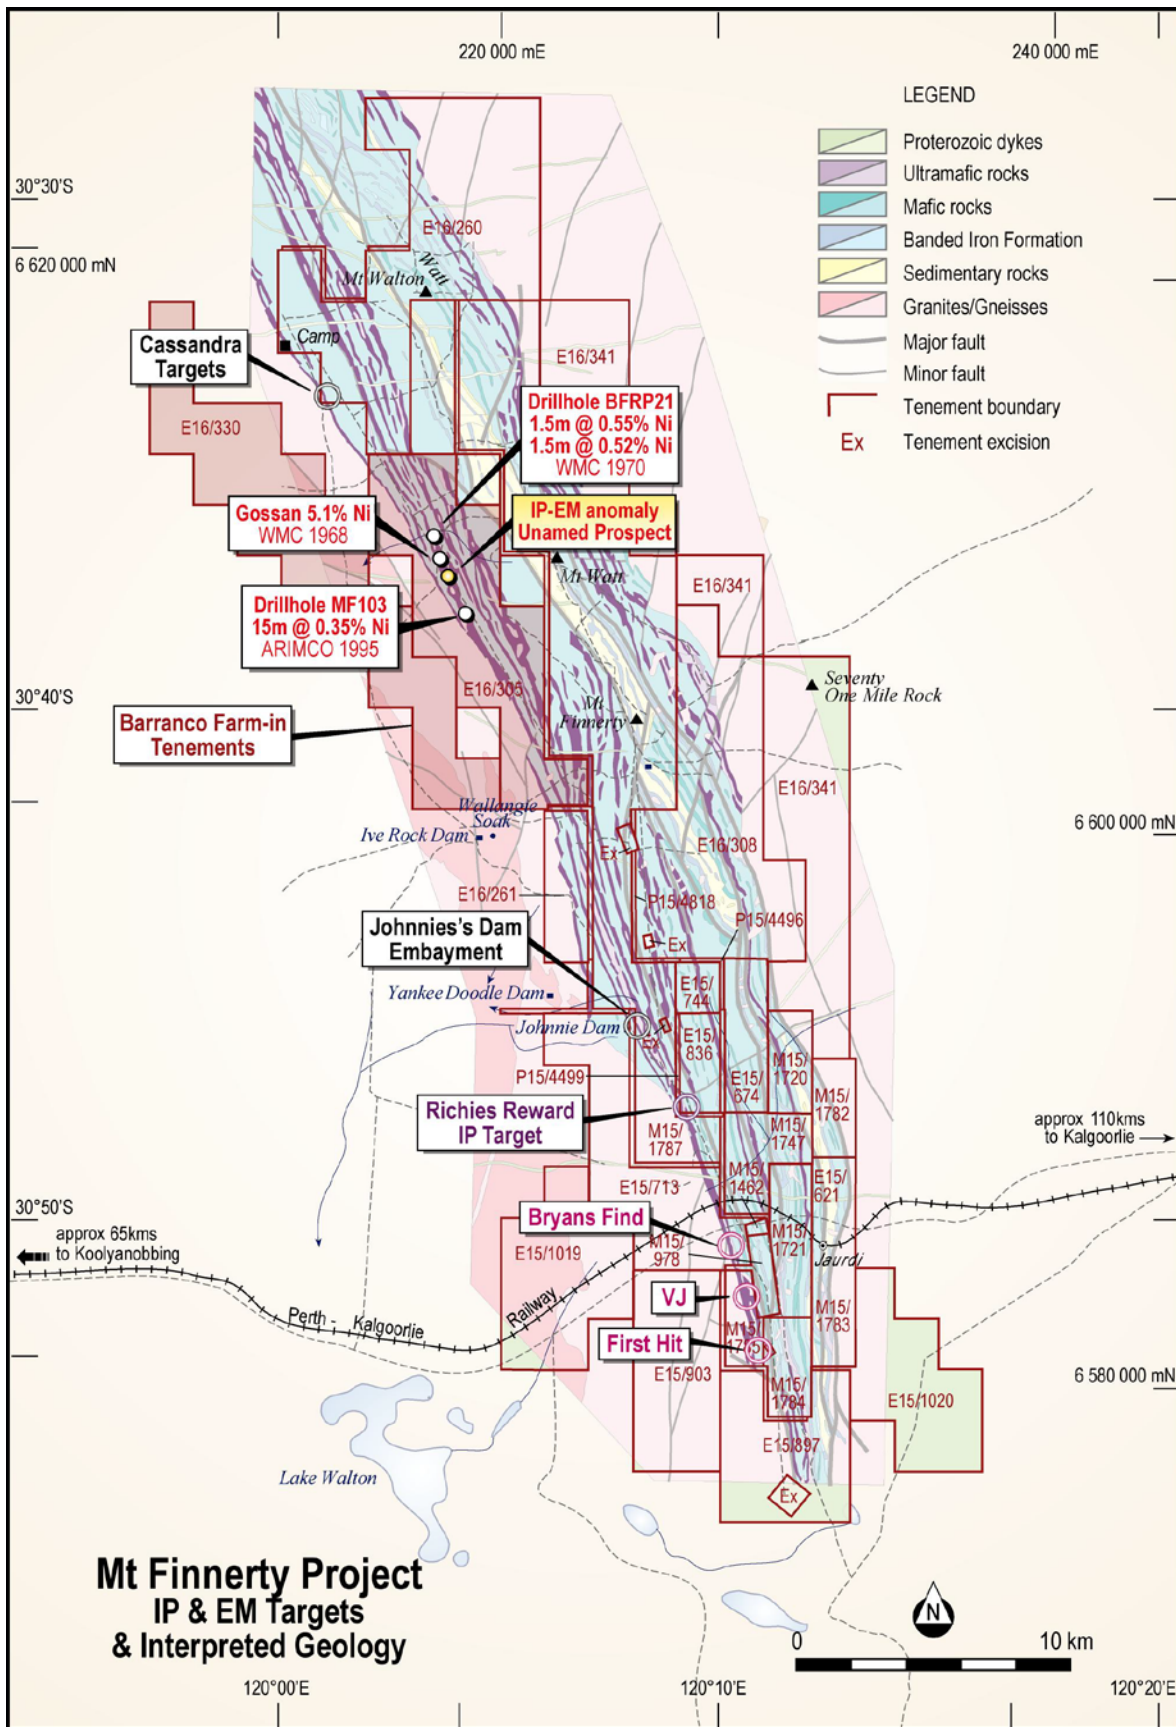 220 000 mE
240 000 mE
LEGEND
Proterozoic dykes
Ultramafic rocks
Mafic rocks
Banded Iron Formation
Sedimentary rocks
Granites/Gneisses
Major fault
Minor fault
Tenement boundary
Ex
Tenement excision
30°30'S
6 620 000 mN
E16/260
Mt Walton
Watt
Camp
Cassandra
Targets
E16/341
E16/330
Drillhole BFRP21
1.5m @ 0.55% Ni
1.5m @ 0.52% Ni
WMC 1970
Gossan 5.1% Ni
WMC 1968
IP-EM anomaly
Unamed Prospect
Mt Watt
E16/341
Drillhole MF103
15m @ 0.35% Ni
ARIMCO 1995
E16/305
Seventy
One Mile Rock
30°40'S
Mt
Finnerty
Barranco Farm-in
Tenements
E16/341
Wallangie
Soak
Ive Rock Dam
6 600 000 mN
Ex
E16/308
E16/261
P15/4818
P15/4496
Johnnies's Dam
Embayment
Ex
Yankee Doodle Dam
E15/
744
Johnnie Dam
Ex
E15/
836
M15/
1720
P15/4499
E15/
674
M15/
1782
Richies Reward
IP Target
M15/
1787
M15/
1747
approx 110kms
to Kalgoorlie
M15/
1462
E15/
621
E15/713
30°50'S
Bryans Find
approx 65kms
to Koolyanobbing
E15/1019
M15/
978
M15/
1721
Jaurdi
VJ
Perth - Kalgoorlie
Railway
M15/
M15/
1783
First Hit
E15/903
M15/
1784
6 580 000 mN
E15/1020
E15/897
Lake Walton
Ex
Mt Finnerty Project
IP & EM Targets
& Interpreted Geology
N
0
10 km
120°00'E
120°10'E
120°20'E